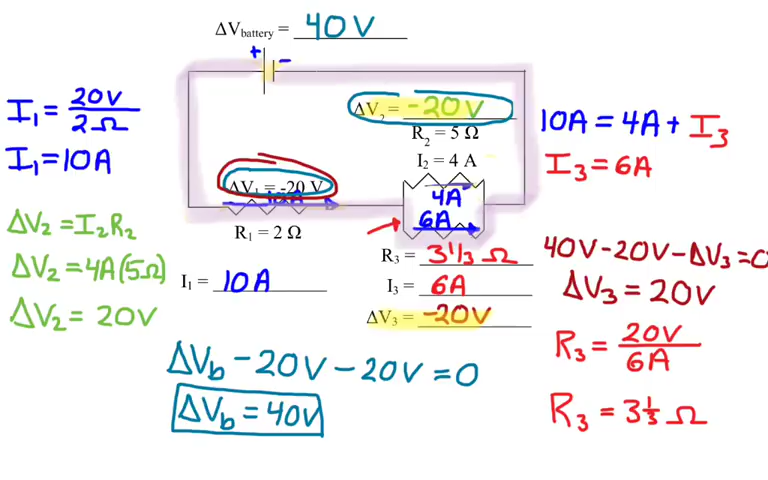 ΔV_battery = 40V
+ -
I₁ = 20V/2Ω
I₁ = 10A
ΔV₂ = -20V
R₂ = 5 Ω
I₂ = 4 A
10A = 4A + I₃
I₃ = 6A
ΔV₁ = -20 V
10A
4A
6A
R₁ = 2 Ω
ΔV₂ = I₂R₂
ΔV₂ = 4A(5Ω)
ΔV₂ = 20V
I₁ = 10A
R₃ = 3 1/3 Ω
I₃ = 6A
ΔV₃ = -20V
40V - 20V - ΔV₃ = 0
ΔV₃ = 20V
R₃ = 20V/6A
R₃ = 3 1/3 Ω
ΔV_b - 20V - 20V = 0
ΔV_b = 40V